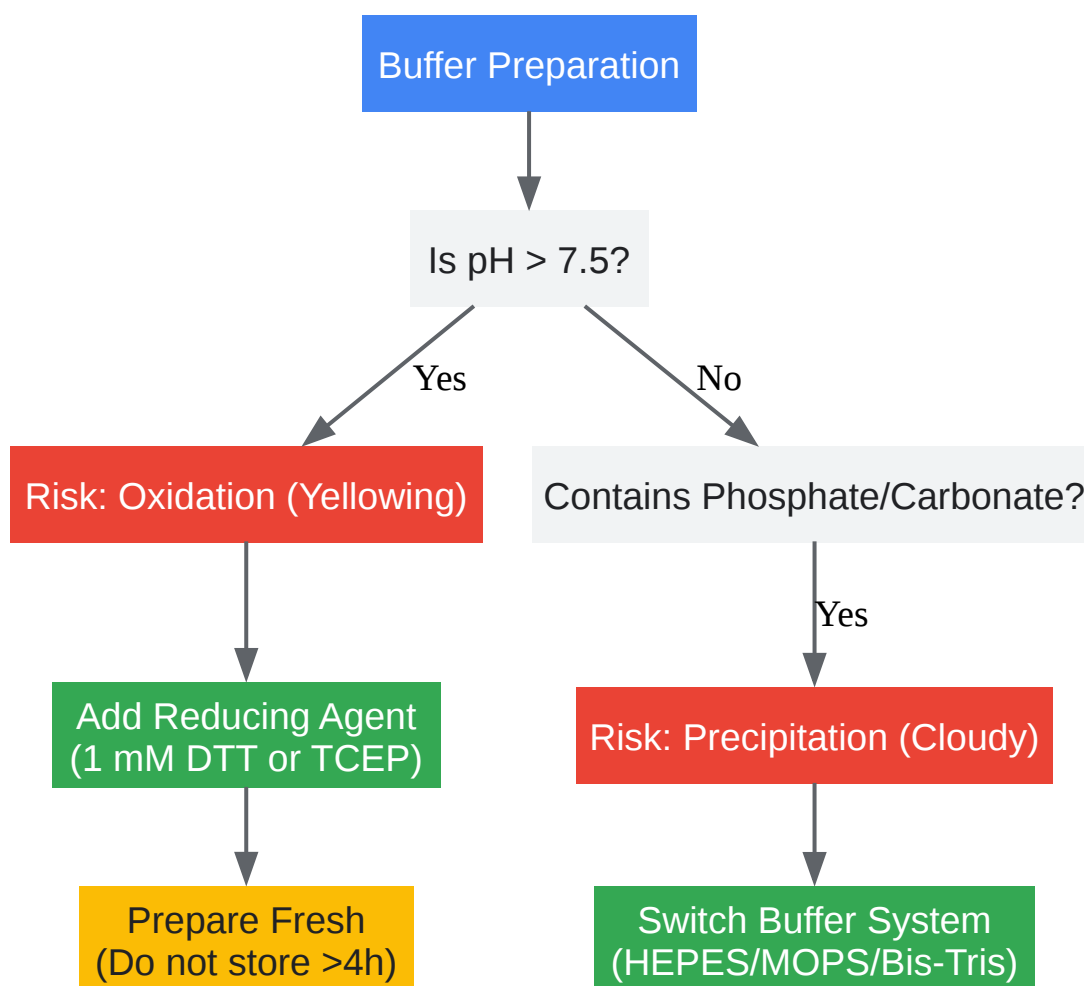 Buffer Preparation
Is pH > 7.5?
Yes
No
Risk: Oxidation (Yellowing)
Contains Phosphate/Carbonate?
Yes
Add Reducing Agent
(1 mM DTT or TCEP)
Risk: Precipitation (Cloudy)
Prepare Fresh
(Do not store >4h)
Switch Buffer System
(HEPES/MOPS/Bis-Tris)